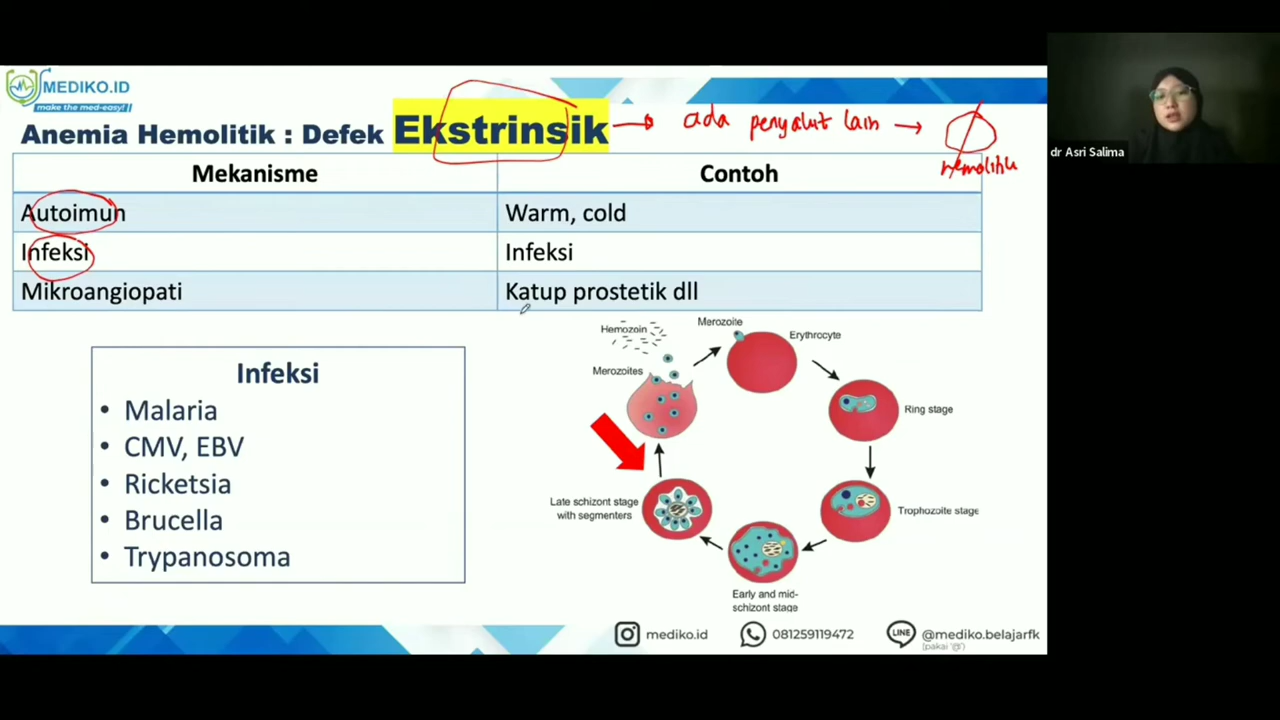 MEDIKO.ID
make the med-easy!
Anemia Hemolitik : Defek Ekstrinsik
ada penyakit lain
hemolitik
dr Asri Salima
Mekanisme Contoh
Autoimun Warm, cold
Infeksi Infeksi
Mikroangiopati Katup prostetik dll
Infeksi
• Malaria
• CMV, EBV
• Ricketsia
• Brucella
• Trypanosoma
Hemozoin
Merozoite
Erythrocyte
Merozoites
Ring stage
Late schizont stage
with segmenters
Trophozoite stage
Early and mid-
schizont stage
mediko.id
081259119472
LINE
@mediko.belajarfk
(pakai '@')